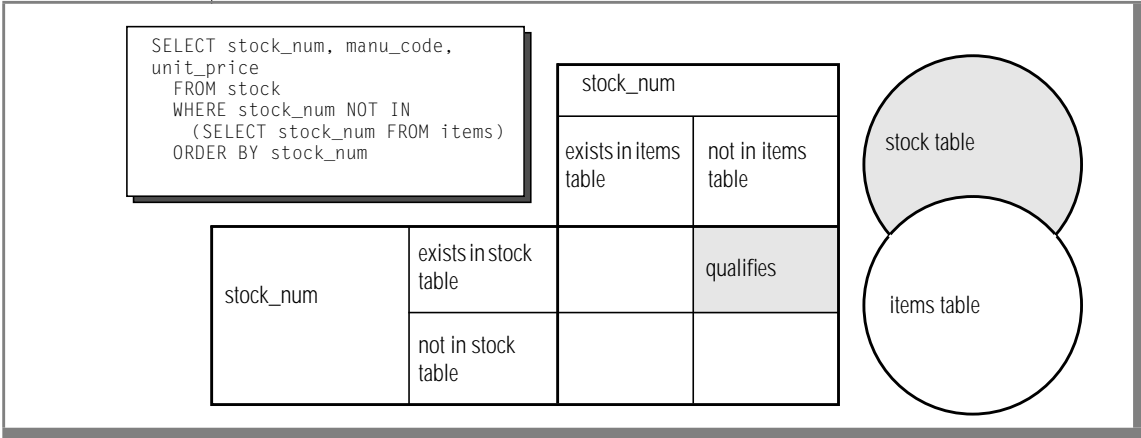 SELECT stock_num, manu_code,
unit_price
FROM stock
WHERE stock_num NOT IN
(SELECT stock_num FROM items)
ORDER BY stock_num
stock_num
exists in items
table
not in items
table
stock_num
exists in stock
table
qualifies
not in stock
table
stock table
items table